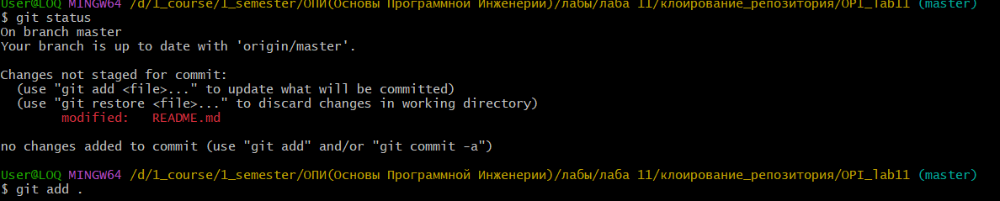 User@LOQ MINGW64 /d/1_course/1_semester/ОПИ(Основы Программной Инженерии)/лабы/лаба 11/клоирование_репозитория/OPI_lab11 (master)
$ git status
On branch master
Your branch is up to date with 'origin/master'.
Changes not staged for commit:
  (use "git add <file>..." to update what will be committed)
  (use "git restore <file>..." to discard changes in working directory)
        modified:   README.md
no changes added to commit (use "git add" and/or "git commit -a")
User@LOQ MINGW64 /d/1_course/1_semester/ОПИ(Основы Программной Инженерии)/лабы/лаба 11/клоирование_репозитория/OPI_lab11 (master)
$ git add .